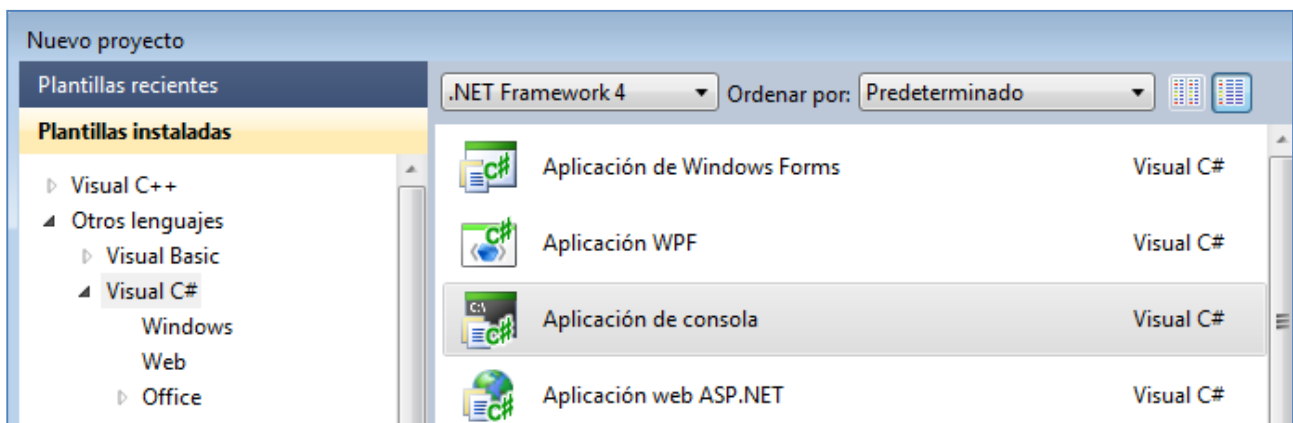 Nuevo proyecto
Plantillas recientes
Plantillas instaladas
Visual C++
Otros lenguajes
Visual Basic
Visual C#
Windows
Web
Office
.NET Framework 4 Ordenar por: Predeterminado
Aplicación de Windows Forms Visual C#
Aplicación WPF Visual C#
Aplicación de consola Visual C#
Aplicación web ASP.NET Visual C#